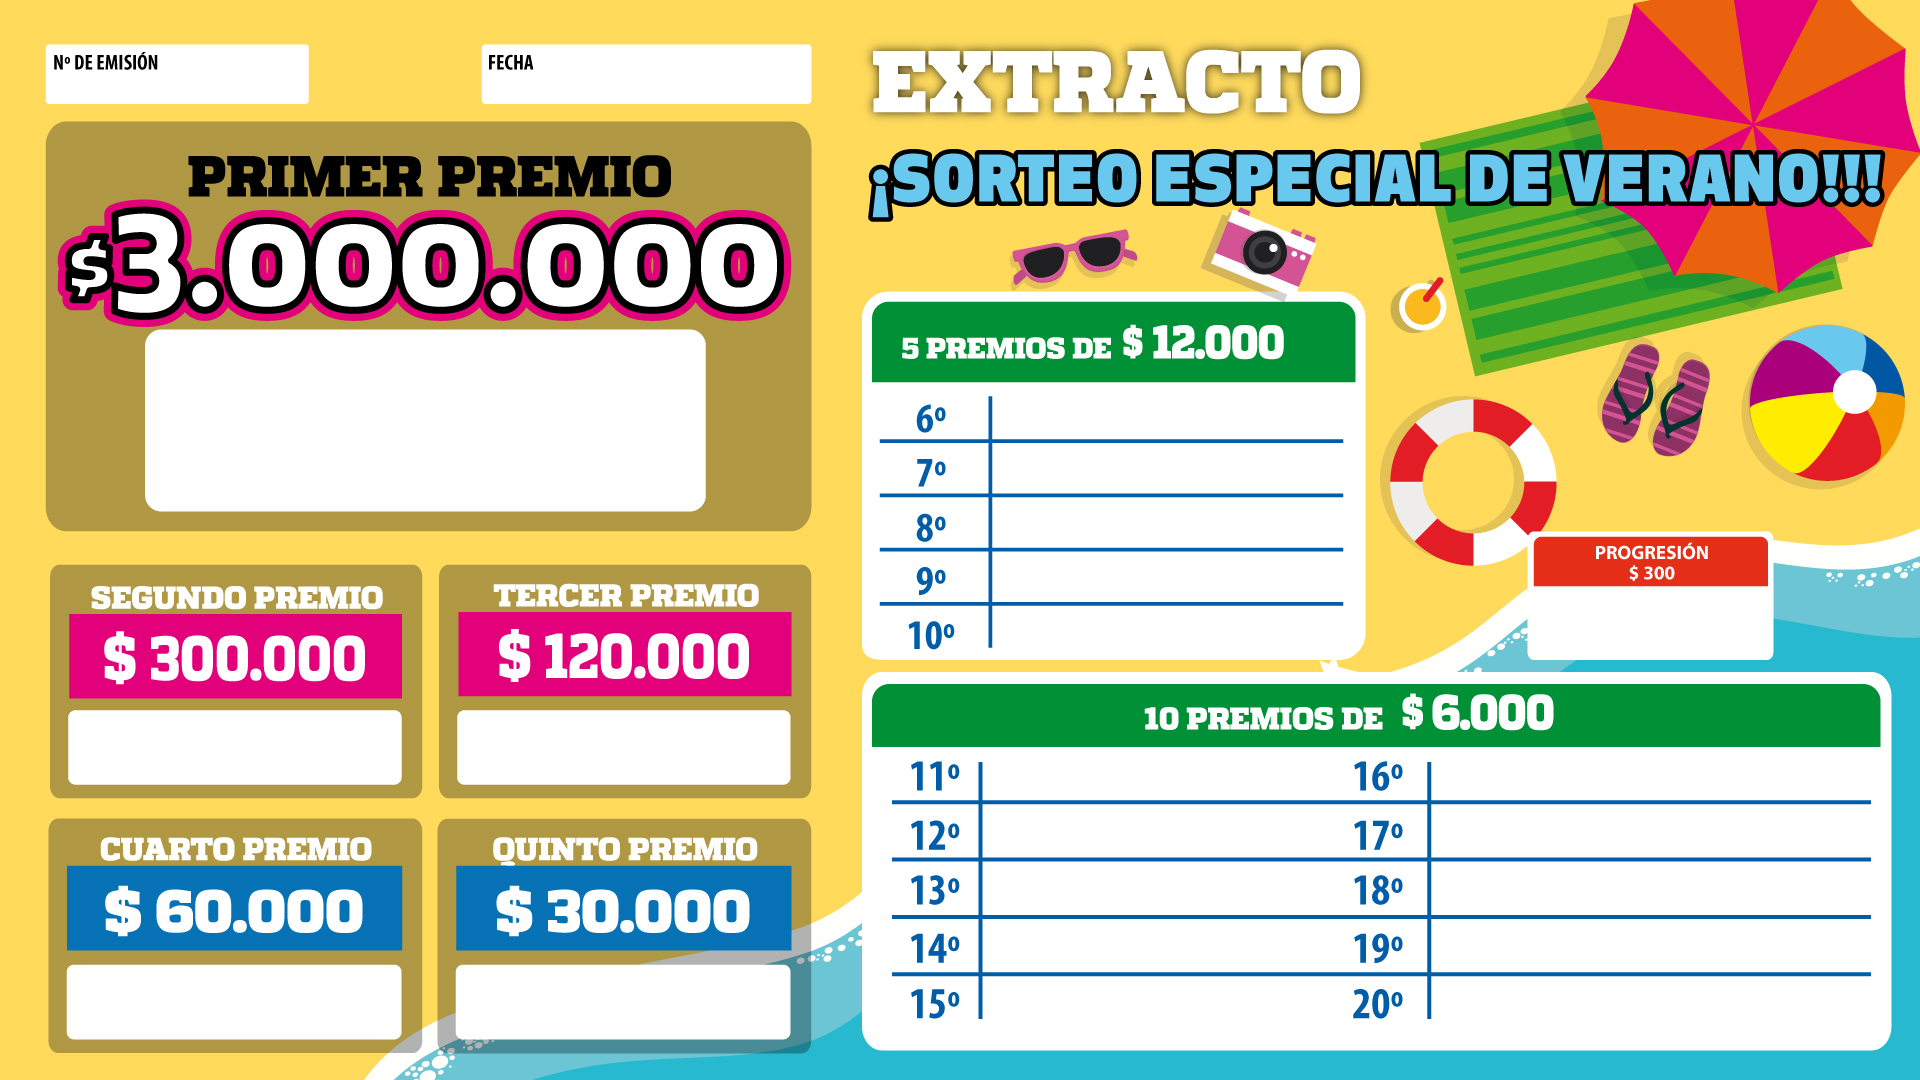 Nº DE EMISIÓN
FECHA
PRIMER PREMIO
$3.000.000
SEGUNDO PREMIO
$ 300.000
TERCER PREMIO
$ 120.000
CUARTO PREMIO
$ 60.000
QUINTO PREMIO
$ 30.000
EXTRACTO
¡SORTEO ESPECIAL DE VERANO!!!
5 PREMIOS DE $ 12.000
6º
7º
8º
9º
10º
PROGRESIÓN
$ 300
10 PREMIOS DE $ 6.000
11º
12º
13º
14º
15º
16º
17º
18º
19º
20º